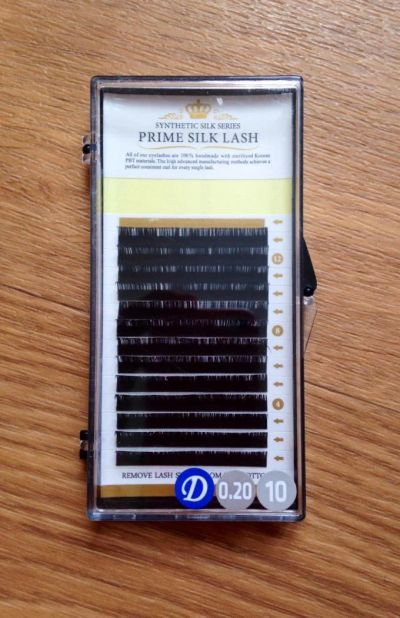 SYNTHETIC SILK SERIES
PRIME SILK LASH
All of our eyelashes are 100% handmade with sterilized Korean
PBT materials. The high advanced manufacturing methods achieves a
perfect consistent curl for every single lash.
12
8
4
REMOVE LASH
D 0.20 10